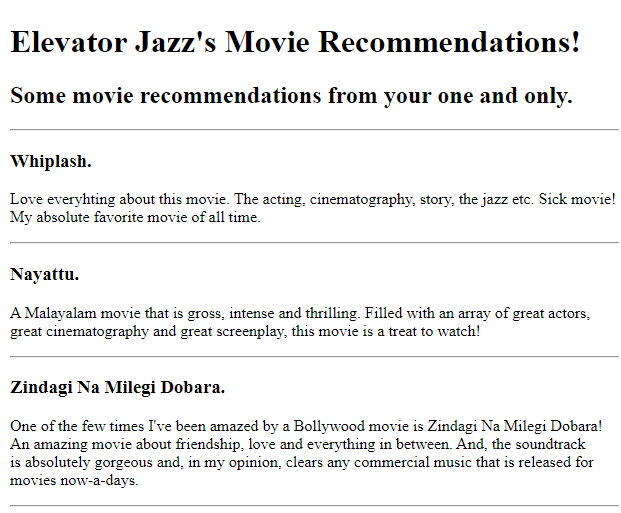 Elevator Jazz's Movie Recommendations!
Some movie recommendations from your one and only.
Whiplash.
Love everyhting about this movie. The acting, cinematography, story, the jazz etc. Sick movie!
My absolute favorite movie of all time.
Nayattu.
A Malayalam movie that is gross, intense and thrilling. Filled with an array of great actors,
great cinematography and great screenplay, this movie is a treat to watch!
Zindagi Na Milegi Dobara.
One of the few times I've been amazed by a Bollywood movie is Zindagi Na Milegi Dobara!
An amazing movie about friendship, love and everything in between. And, the soundtrack
is absolutely gorgeous and, in my opinion, clears any commercial music that is released for
movies now-a-days.